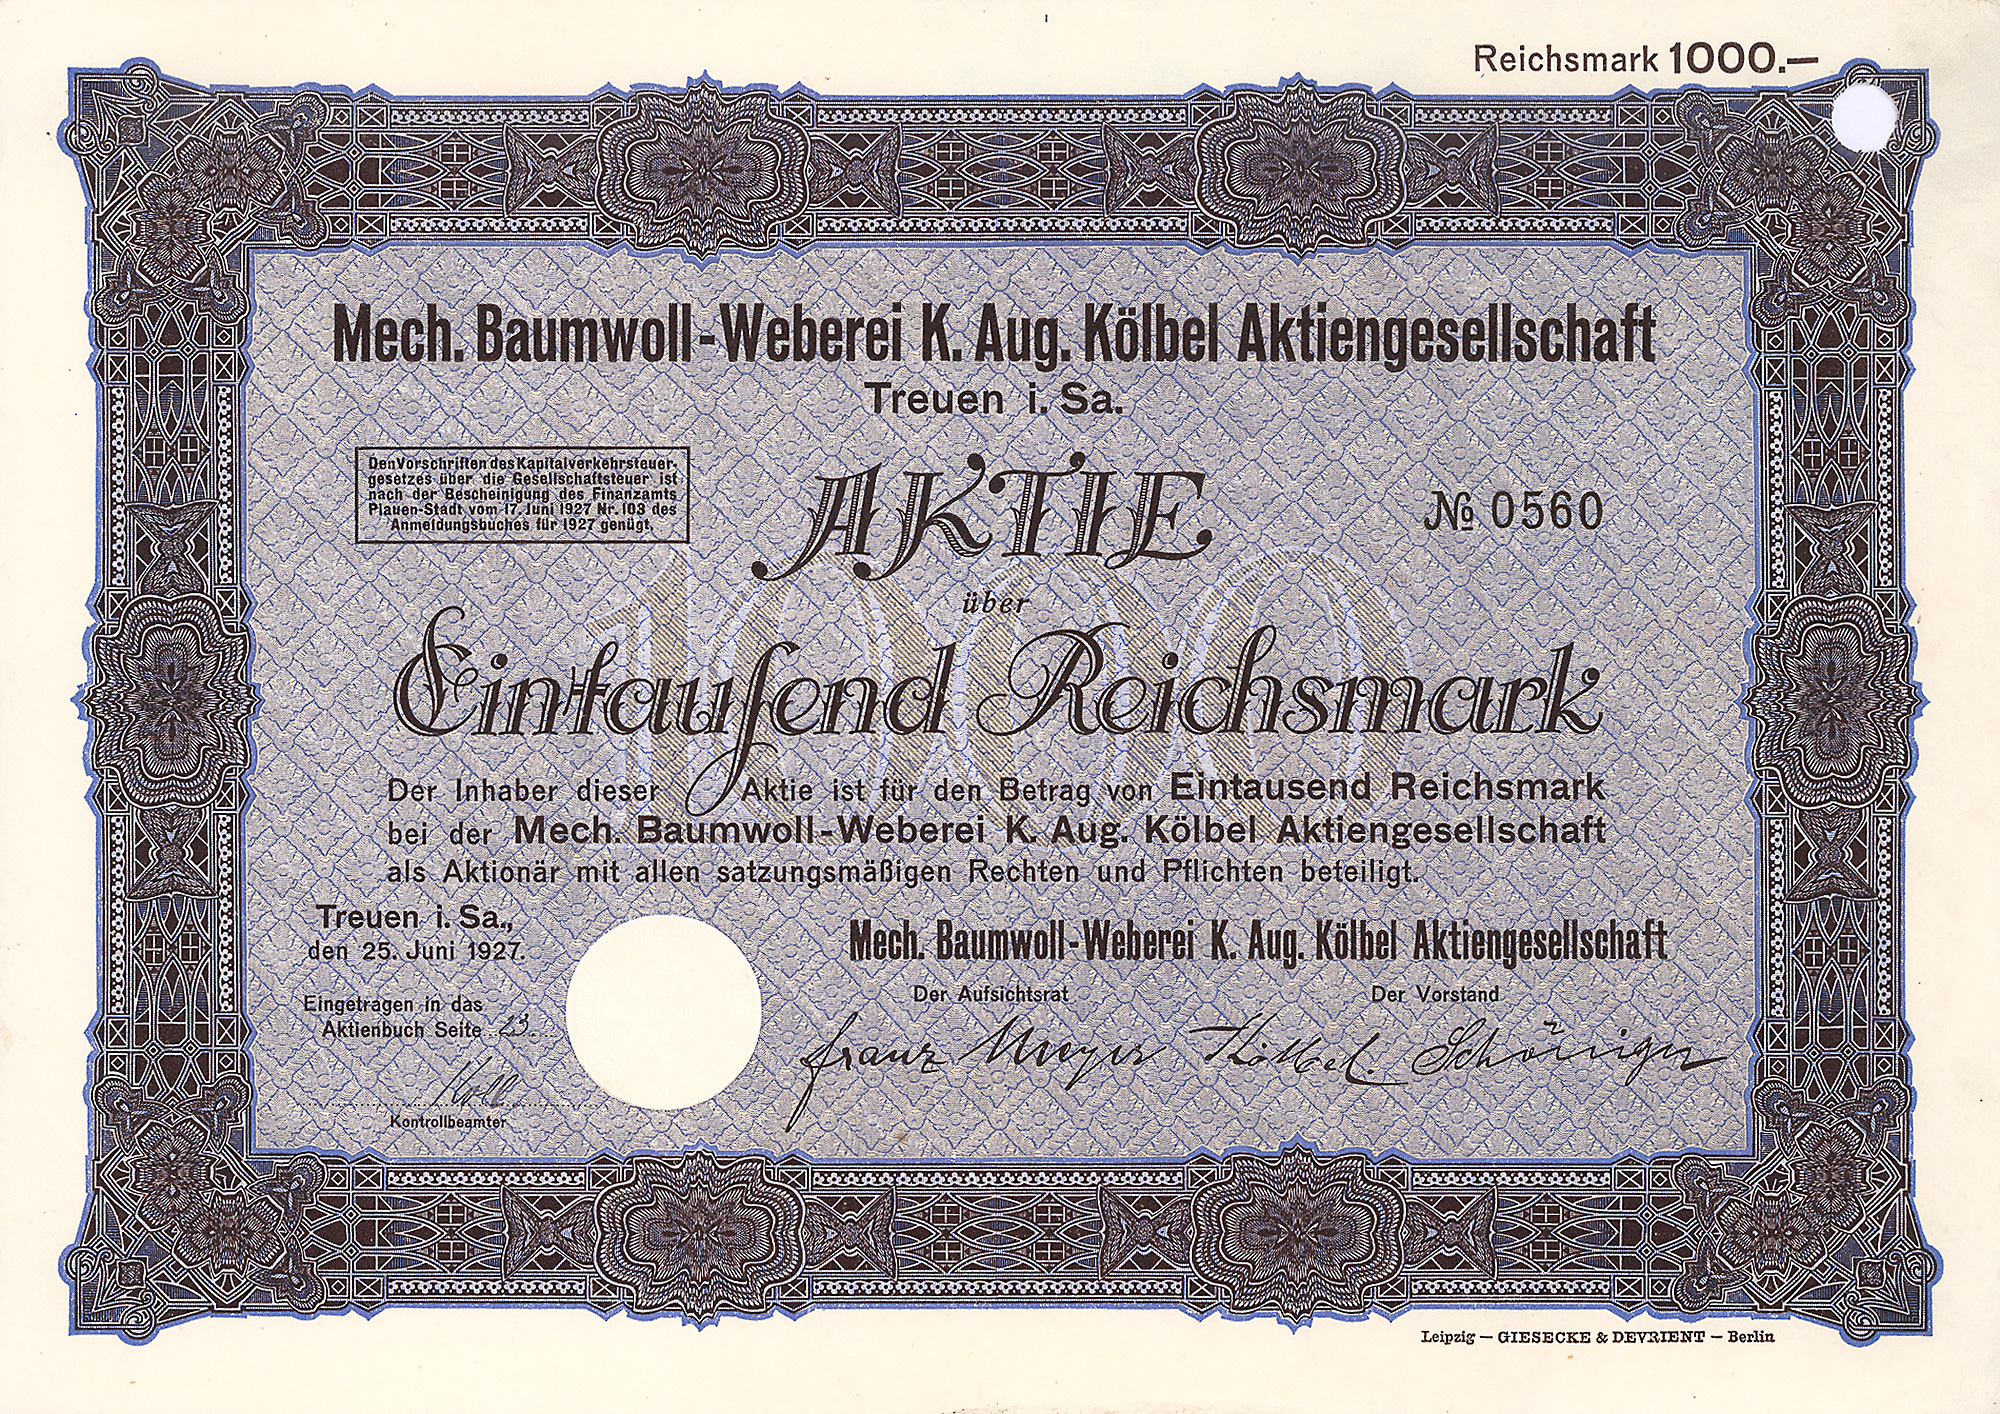 Reichsmark 1000.—
Mech. Baumwoll-Weberei K. Aug. Kölbel Aktiengesellschaft
Treuen i. Sa.
Den Vorschriften des Kapitalverkehrsteuer-
gesetzes über die Gesellschaftsteuer ist
nach der Bescheinigung des Finanzamts
Plauen-Stadt vom 17. Juni 1927 Nr. 103 des
Anmeldungsbuches für 1927 genügt.
AKTIE
№ 0560
1000
über
Eintauſend Reichsmark
Der Inhaber dieser Aktie ist für den Betrag von Eintausend Reichsmark
bei der Mech. Baumwoll-Weberei K. Aug. Kölbel Aktiengesellschaft
als Aktionär mit allen satzungsmäßigen Rechten und Pflichten beteiligt.
Treuen i. Sa.,
den 25. Juni 1927.
Eingetragen in das
Aktienbuch Seite 23.
Kontrollbeamter
Mech. Baumwoll-Weberei K. Aug. Kölbel Aktiengesellschaft
Der Aufsichtsrat
Der Vorstand
Franz Meyer Kölbel. Schöniger
Leipzig — GIESECKE & DEVRIENT — Berlin